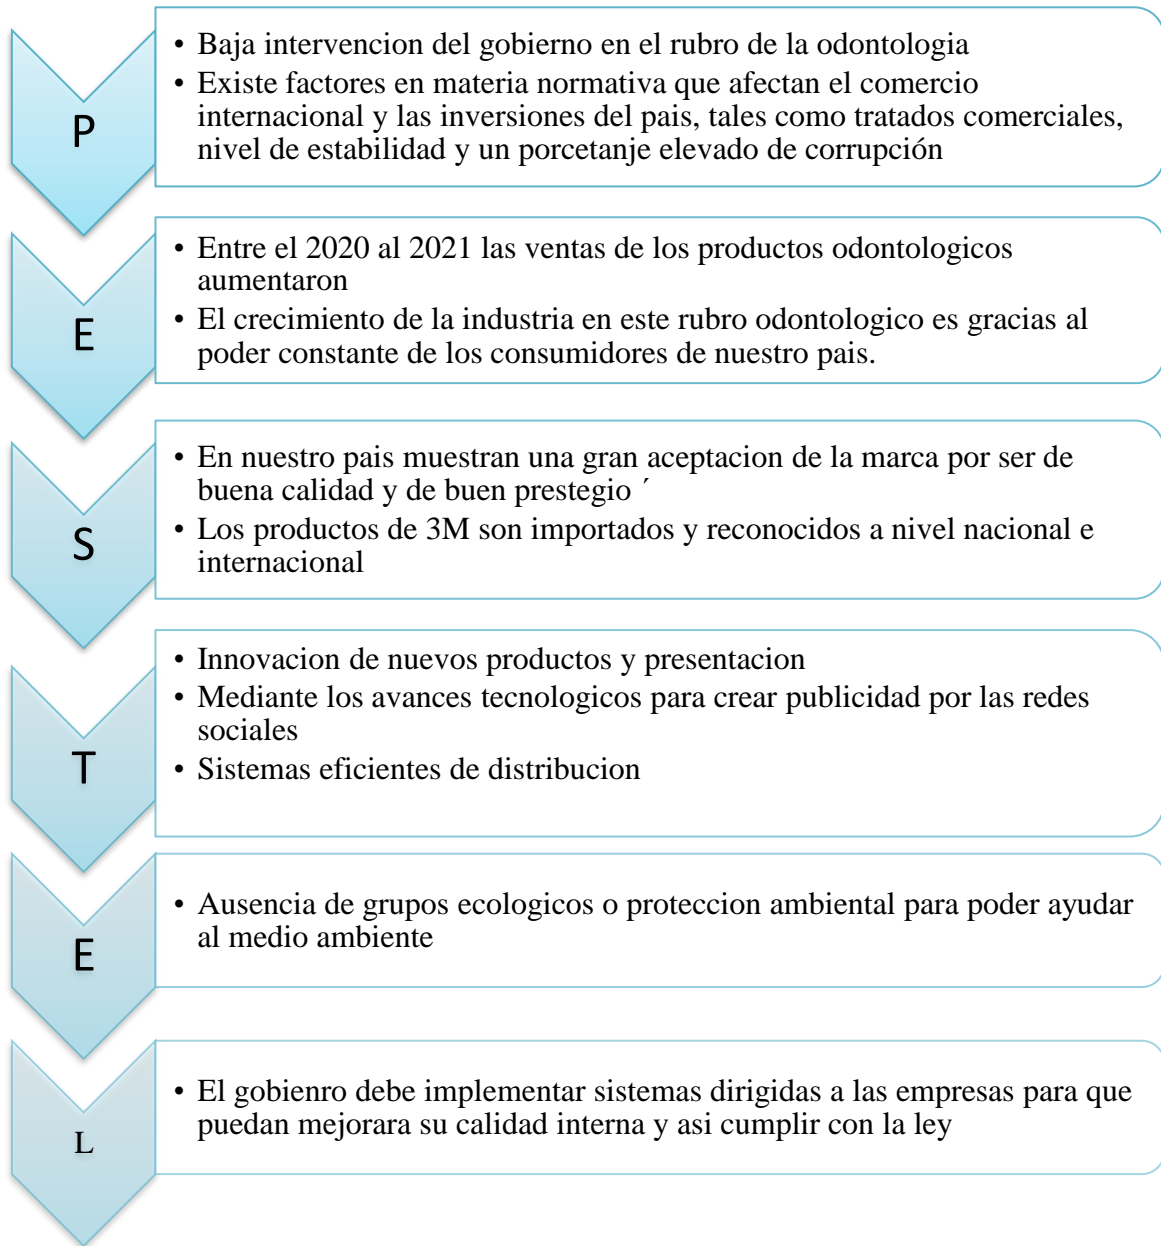 P
• Baja intervencion del gobierno en el rubro de la odontologia
• Existe factores en materia normativa que afectan el comercio
internacional y las inversiones del pais, tales como tratados comerciales,
nivel de estabilidad y un porcetanje elevado de corrupción
E
• Entre el 2020 al 2021 las ventas de los productos odontologicos
aumentaron
• El crecimiento de la industria en este rubro odontologico es gracias al
poder constante de los consumidores de nuestro pais.
S
• En nuestro pais muestran una gran aceptacion de la marca por ser de
buena calidad y de buen prestegio ´
• Los productos de 3M son importados y reconocidos a nivel nacional e
internacional
T
• Innovacion de nuevos productos y presentacion
• Mediante los avances tecnologicos para crear publicidad por las redes
sociales
• Sistemas eficientes de distribucion
E
• Ausencia de grupos ecologicos o proteccion ambiental para poder ayudar
al medio ambiente
L
• El gobienro debe implementar sistemas dirigidas a las empresas para que
puedan mejorara su calidad interna y asi cumplir con la ley